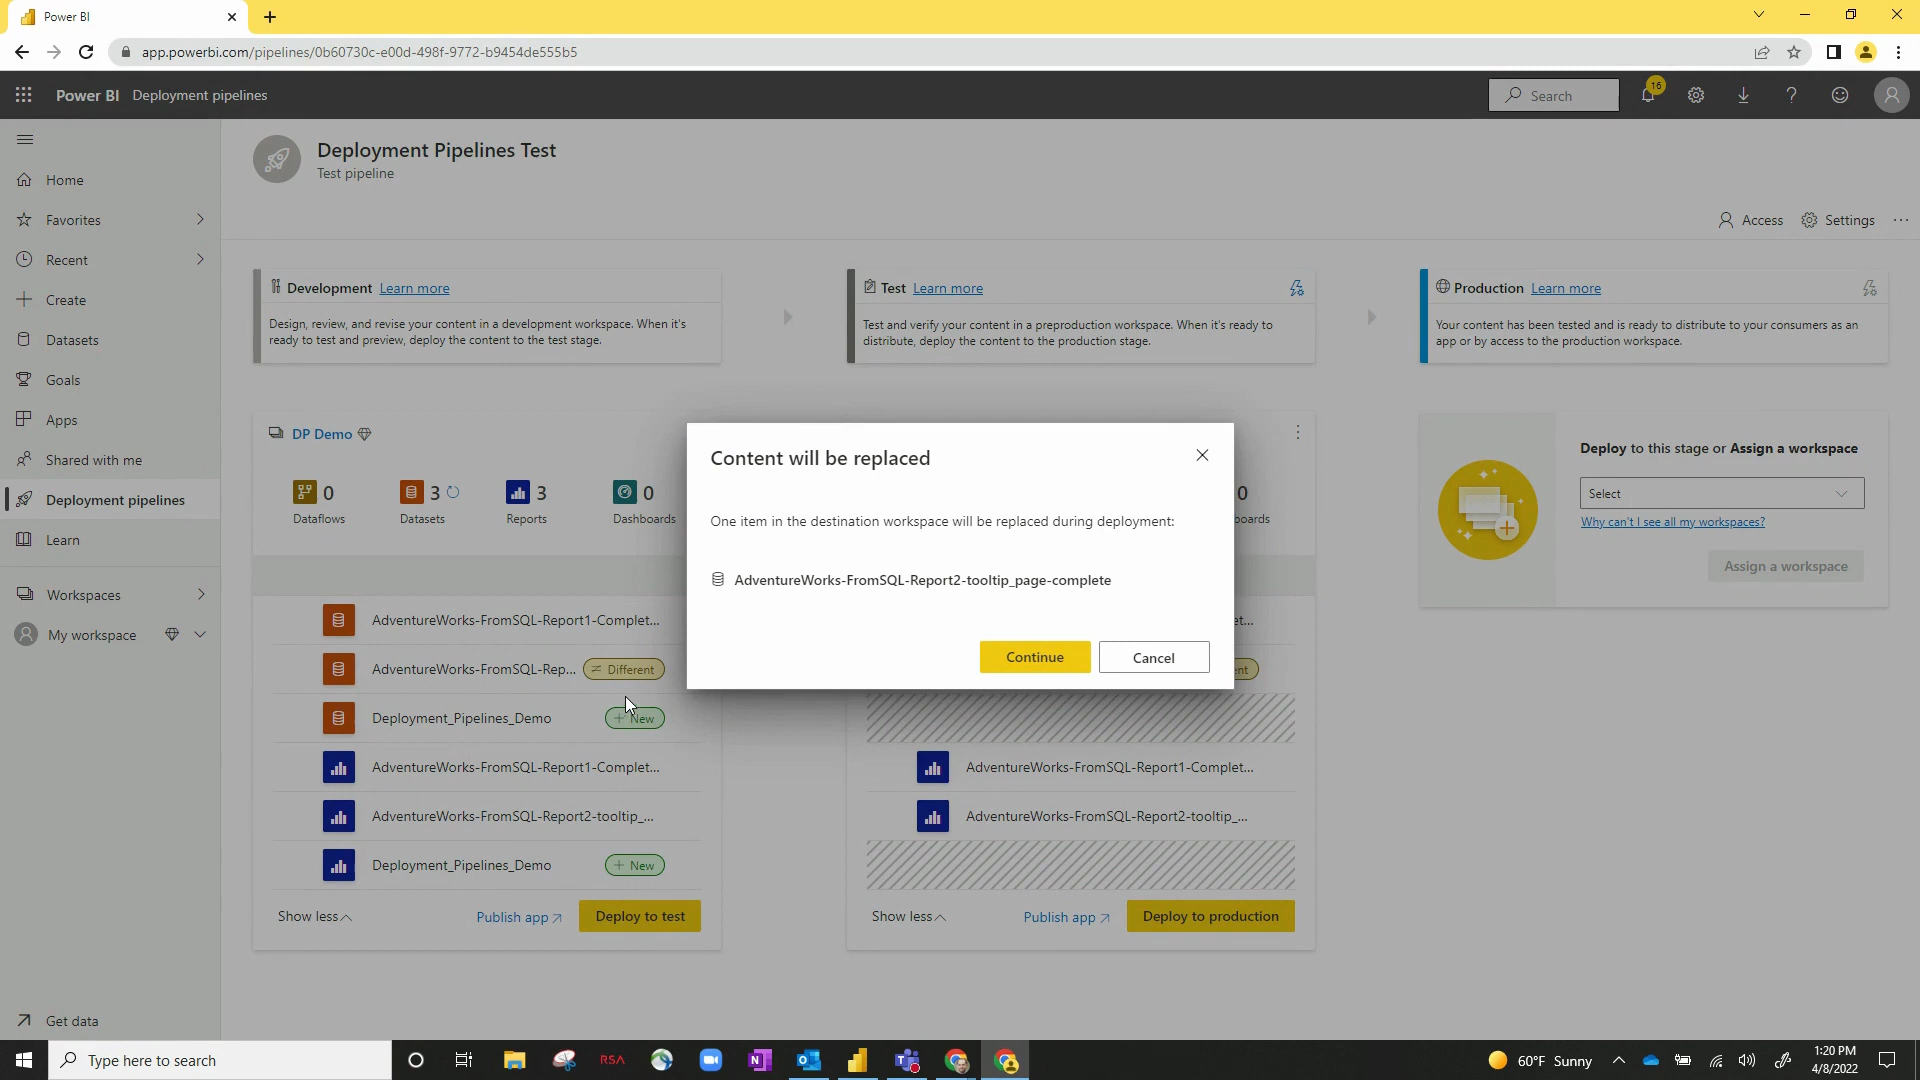 Power BI
app.powerbi.com/pipelines/0b60730c-e00d-498f-9772-b9454de555b5
Power BI Deployment pipelines
Search
16
Deployment Pipelines Test
Test pipeline
Access
Settings
Home
Favorites
Recent
Create
Datasets
Goals
Apps
Shared with me
Deployment pipelines
Learn
Workspaces
My workspace
Get data
Development Learn more
Design, review, and revise your content in a development workspace. When it's
ready to test and preview, deploy the content to the test stage.
Test Learn more
Test and verify your content in a preproduction workspace. When it's ready to
distribute, deploy the content to the production stage.
Production Learn more
Your content has been tested and is ready to distribute to your consumers as an
app or by access to the production workspace.
DP Demo
0
Dataflows
3
Datasets
3
Reports
0
Dashboards
AdventureWorks-FromSQL-Report1-Complet...
AdventureWorks-FromSQL-Rep... Different
Deployment_Pipelines_Demo New
AdventureWorks-FromSQL-Report1-Complet...
AdventureWorks-FromSQL-Report2-tooltip_...
Deployment_Pipelines_Demo New
Show less
Publish app
Deploy to test
Content will be replaced
One item in the destination workspace will be replaced during deployment:
AdventureWorks-FromSQL-Report2-tooltip_page-complete
Continue
Cancel
0
boards
et...
ent
AdventureWorks-FromSQL-Report1-Complet...
AdventureWorks-FromSQL-Report2-tooltip_...
Show less
Publish app
Deploy to production
Deploy to this stage or Assign a workspace
Select
Why can't I see all my workspaces?
Assign a workspace
Type here to search
RSA
60°F Sunny
1:20 PM
4/8/2022